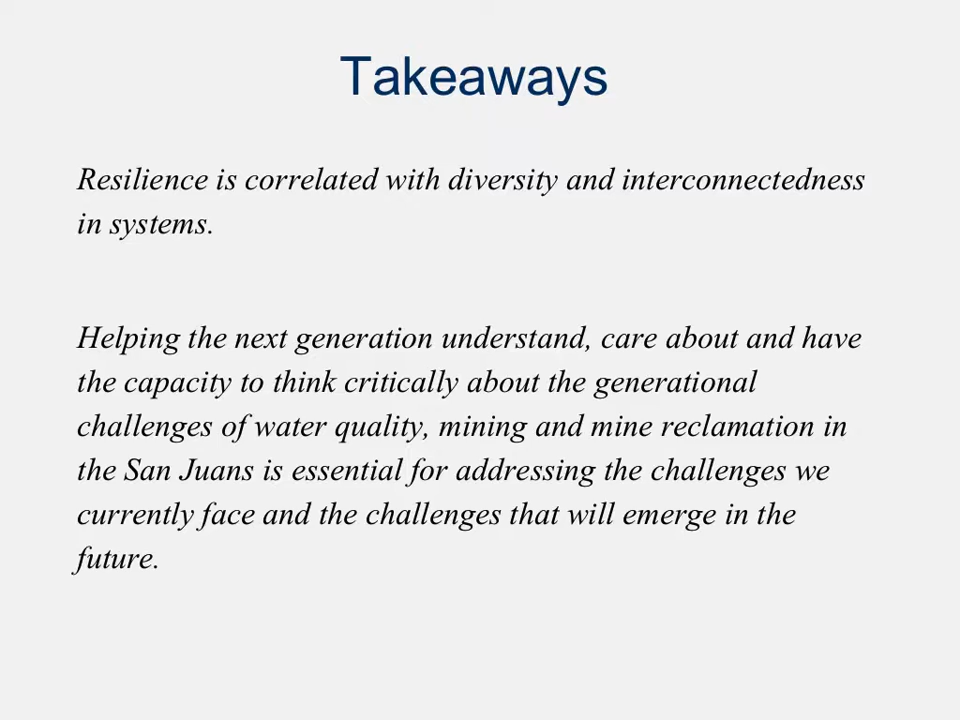 Takeaways
Resilience is correlated with diversity and interconnectedness
in systems.
Helping the next generation understand, care about and have
the capacity to think critically about the generational
challenges of water quality, mining and mine reclamation in
the San Juans is essential for addressing the challenges we
currently face and the challenges that will emerge in the
future.